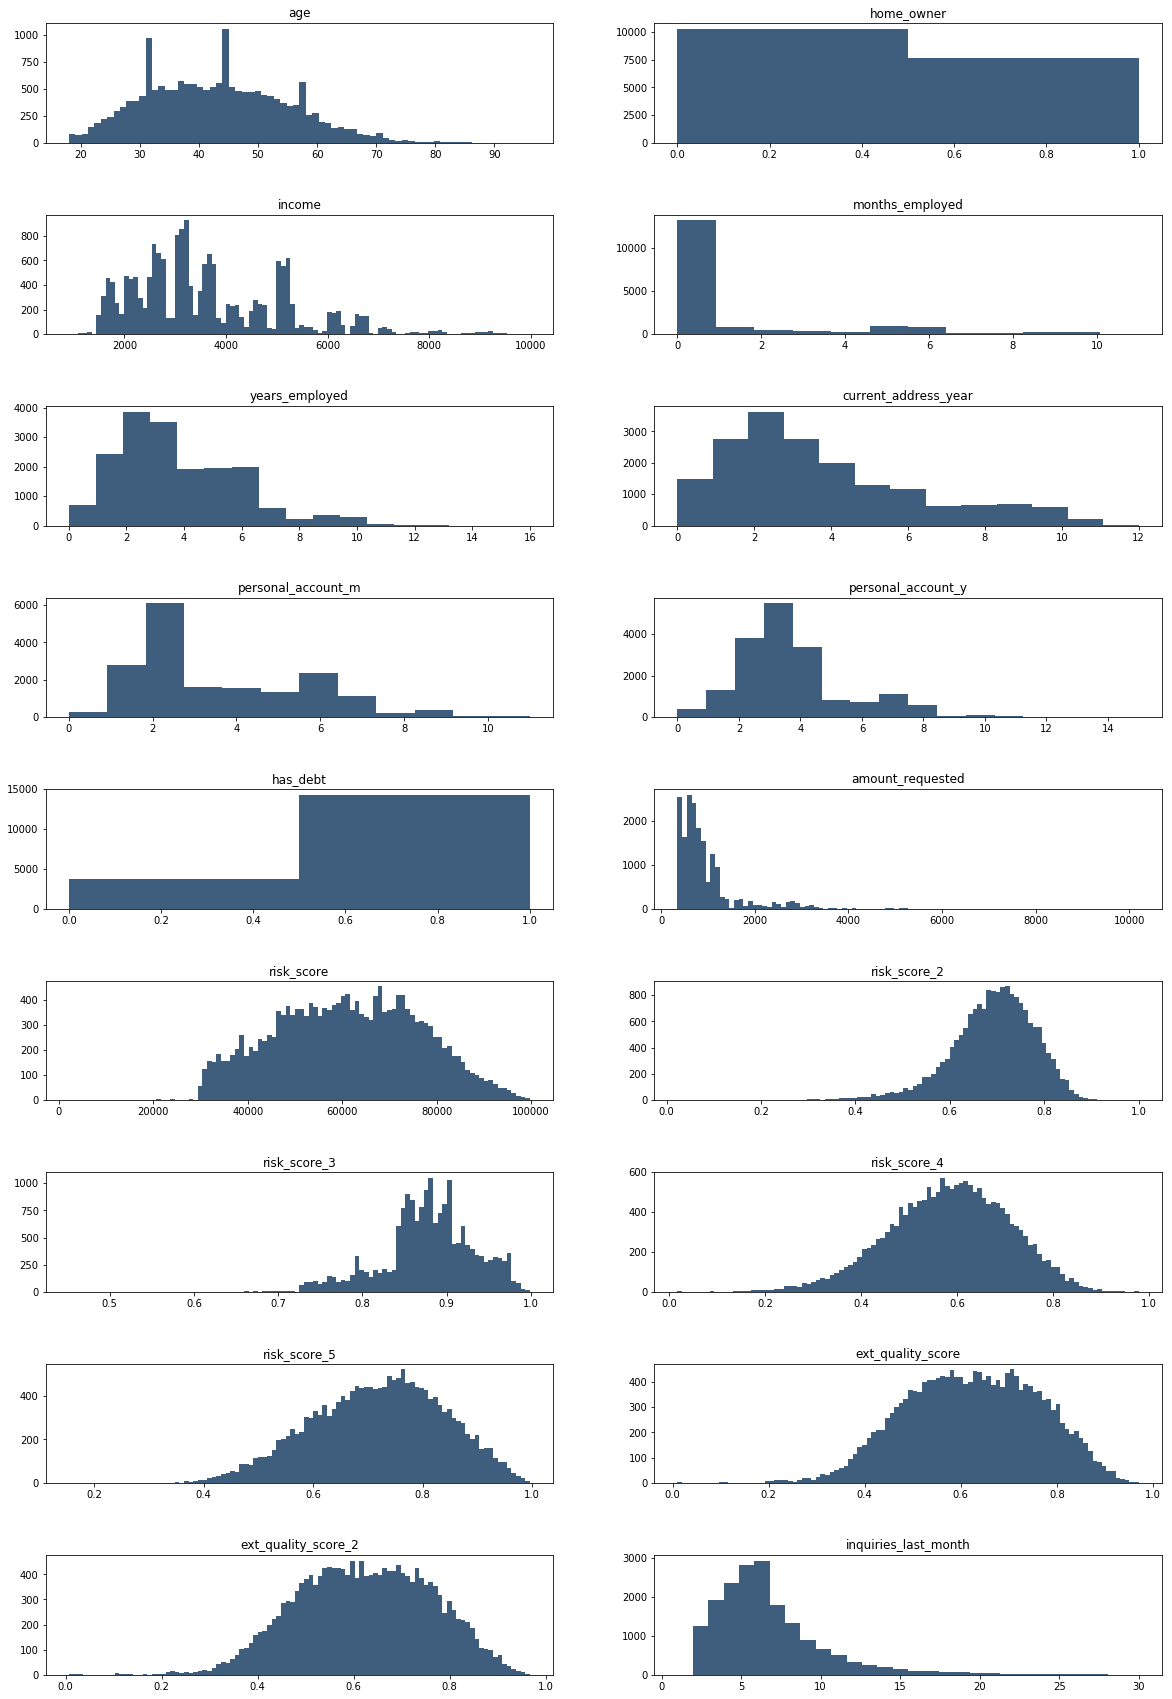 age
home_owner
1000
750
500
250
0
20 30 40 50 60 70 80 90
10000
7500
5000
2500
0
0.0 0.2 0.4 0.6 0.8 1.0
income
months_employed
800
600
400
200
0
2000 4000 6000 8000 10000
10000
5000
0
0 2 4 6 8 10
years_employed
current_address_year
4000
3000
2000
1000
0
0 2 4 6 8 10 12 14 16
3000
2000
1000
0
0 2 4 6 8 10 12
personal_account_m
personal_account_y
6000
4000
2000
0
0 2 4 6 8 10
4000
2000
0
0 2 4 6 8 10 12 14
has_debt
amount_requested
15000
10000
5000
0
0.0 0.2 0.4 0.6 0.8 1.0
2000
1000
0
0 2000 4000 6000 8000 10000
risk_score
risk_score_2
400
300
200
100
0
0 20000 40000 60000 80000 100000
800
600
400
200
0
0.0 0.2 0.4 0.6 0.8 1.0
risk_score_3
risk_score_4
1000
750
500
250
0
0.5 0.6 0.7 0.8 0.9 1.0
600
400
200
0
0.0 0.2 0.4 0.6 0.8 1.0
risk_score_5
ext_quality_score
400
200
0
0.2 0.4 0.6 0.8 1.0
400
300
200
100
0
0.0 0.2 0.4 0.6 0.8 1.0
ext_quality_score_2
inquiries_last_month
400
300
200
100
0
0.0 0.2 0.4 0.6 0.8 1.0
3000
2000
1000
0
0 5 10 15 20 25 30